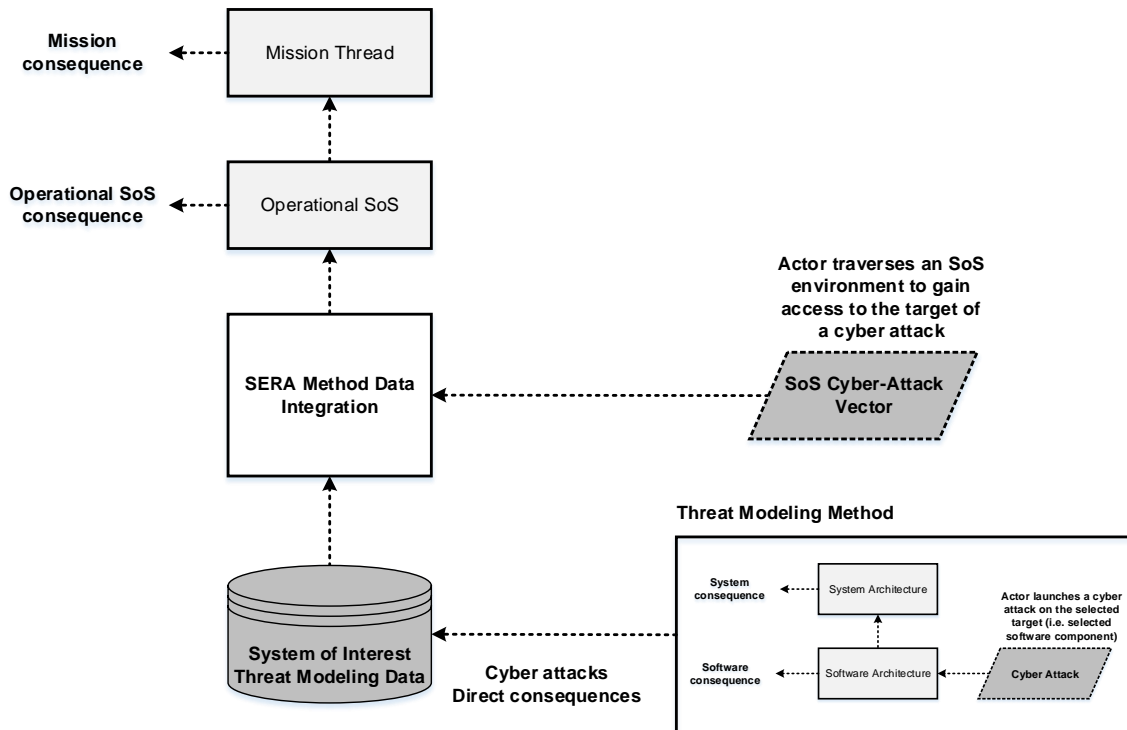 Mission
consequence
Mission Thread
Operational SoS
consequence
Operational SoS
Actor traverses an SoS
environment to gain
access to the target of
a cyber attack
SERA Method Data
Integration
SoS Cyber-Attack
Vector
Threat Modeling Method
System
consequence
System Architecture
Actor launches a cyber
attack on the selected
target (i.e. selected
software component)
System of Interest
Threat Modeling Data
Cyber attacks
Direct consequences
Software
consequence
Software Architecture
Cyber Attack